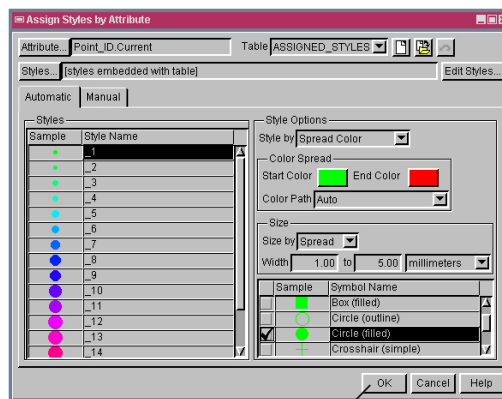 Assign Styles by Attribute
Attribute... Point_ID.Current Table ASSIGNED_STYLES
Styles... [styles embedded with table] Edit Styles...
Automatic Manual
Styles
Sample Style Name
_1
_2
_3
_4
_5
_6
_7
_8
_9
_10
_11
_12
_13
_14
Style Options
Style by Spread Color
Color Spread
Start Color End Color
Color Path Auto
Size
Size by Spread
Width 1.00 to 5.00 millimeters
Sample Symbol Name
Box (filled)
Circle (outline)
Circle (filled)
Crosshair (simple)
OK Cancel Help